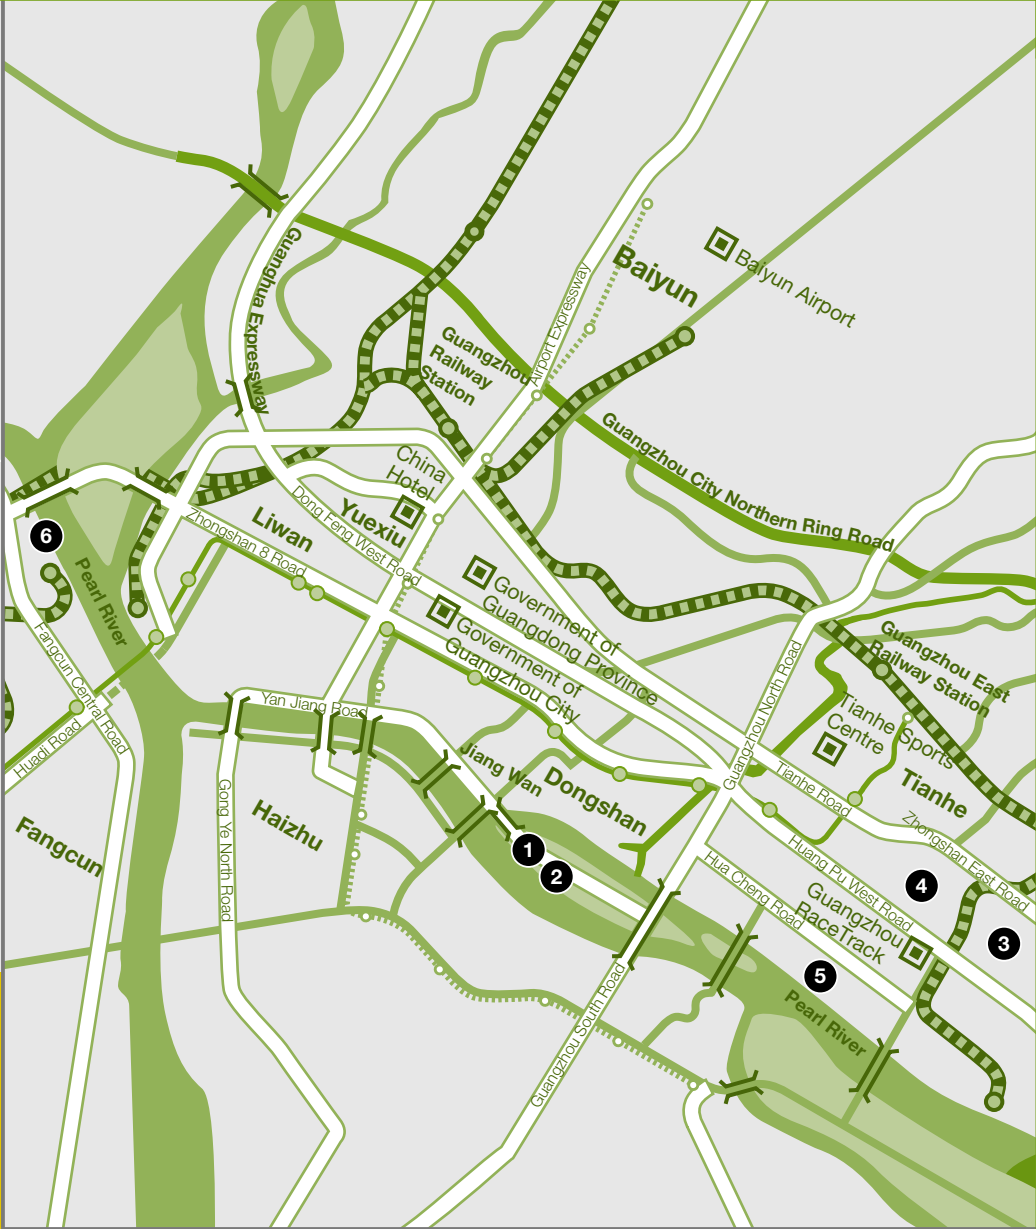 Guanghua Expressway
Baiyun
Baiyun Airport
Airport Expressway
Guangzhou
Railway
Station
Guangzhou City Northern Ring Road
China
Hotel
Yuexiu
Dong Feng West Road
Liwan
Zhongshan 8 Road
6
Pearl River
Government of
Guangdong Province
Government of
Guangzhou City
Fangcun Central Road
Guangzhou North Road
Guangzhou East
Railway Station
Yan Jiang Road
Huadi Road
Tianhe Sports
Centre
Jiang Wan
Dongshan
Tianhe Road
Tianhe
Gong Ye North Road
Haizhu
Fangcun
Zhongshan East Road
Huang Pu West Road
Hua Cheng Road
1
2
4
Guangzhou
RaceTrack
3
5
Pearl River
Guangzhou South Road